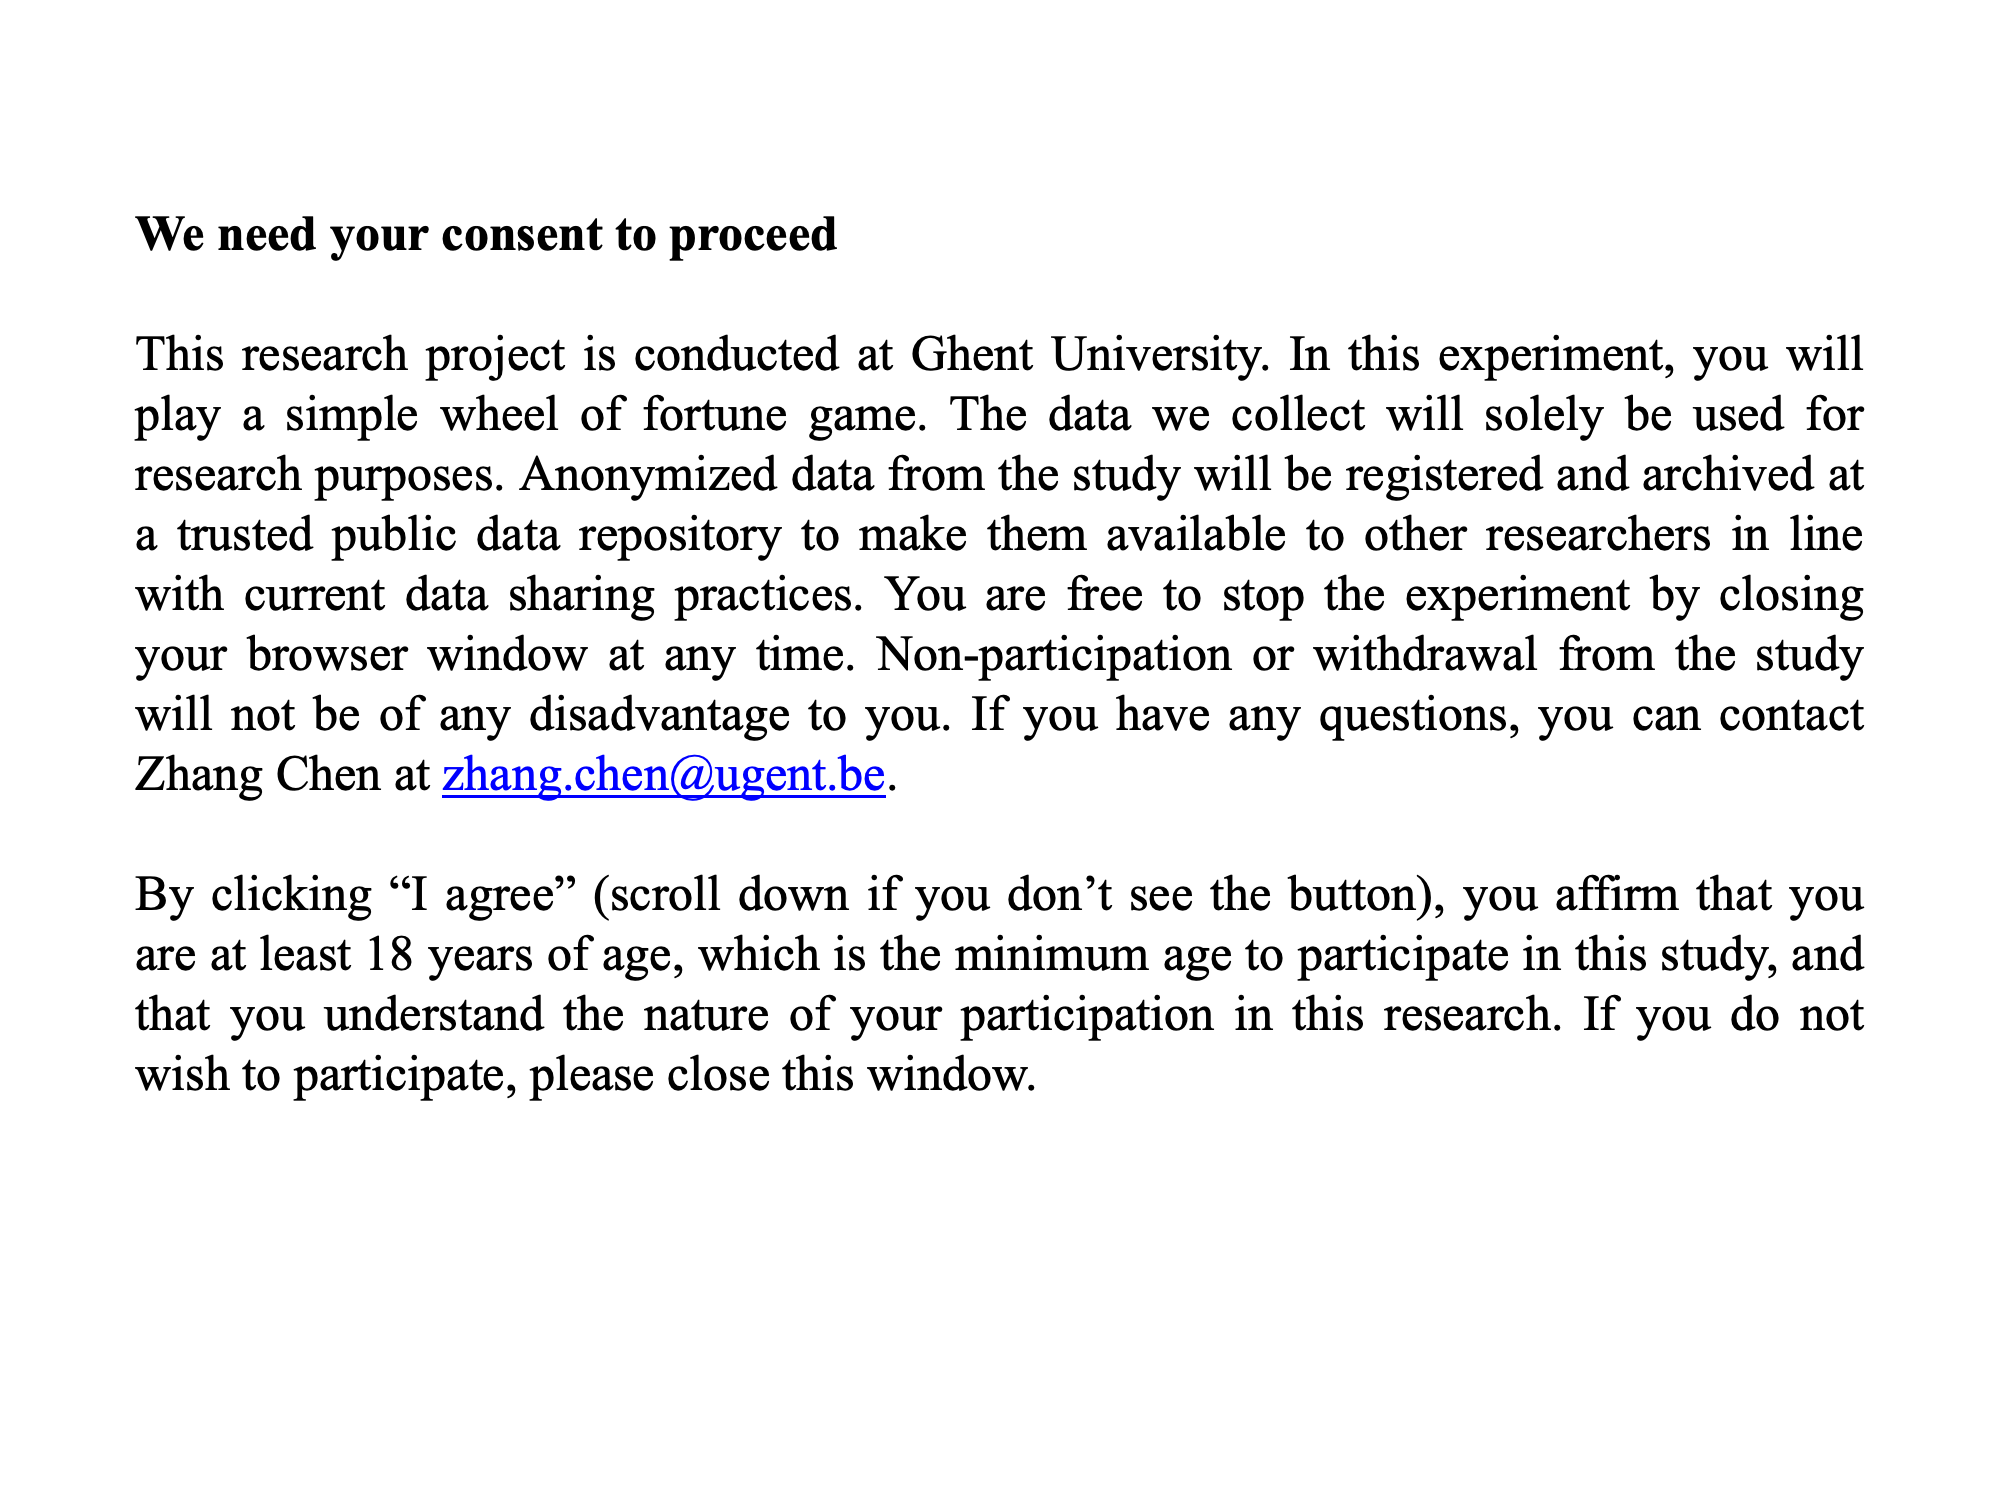 We need your consent to proceed
This research project is conducted at Ghent University. In this experiment, you will
play a simple wheel of fortune game. The data we collect will solely be used for
research purposes. Anonymized data from the study will be registered and archived at
a trusted public data repository to make them available to other researchers in line
with current data sharing practices. You are free to stop the experiment by closing
your browser window at any time. Non-participation or withdrawal from the study
will not be of any disadvantage to you. If you have any questions, you can contact
Zhang Chen at zhang.chen@ugent.be.
By clicking “I agree” (scroll down if you don’t see the button), you affirm that you
are at least 18 years of age, which is the minimum age to participate in this study, and
that you understand the nature of your participation in this research. If you do not
wish to participate, please close this window.